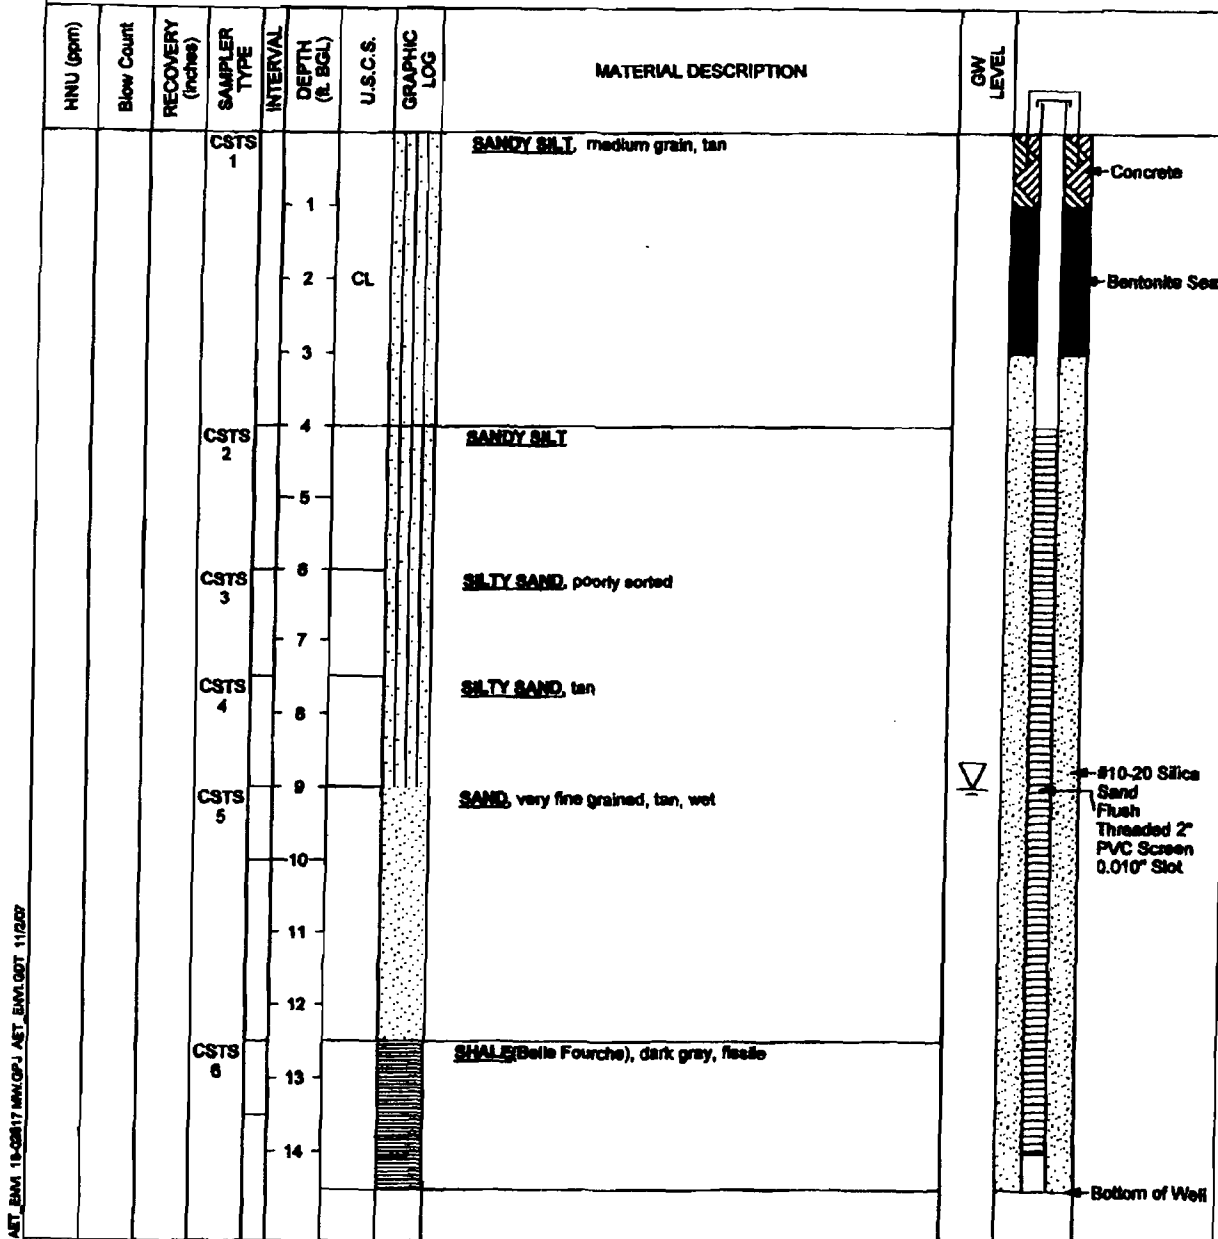 HNU (ppm)
Blow Count
RECOVERY
(inches)
SAMPLER
TYPE
INTERVAL
DEPTH
(ft. BGL)
U.S.C.S.
GRAPHIC
LOG
MATERIAL DESCRIPTION
GW
LEVEL
CSTS
1
SANDY SILT, medium grain, tan
Concrete
1
2
CL
Bentonite Sea
3
4
CSTS
2
SANDY SILT
5
6
CSTS
3
SILTY SAND, poorly sorted
7
CSTS
4
SILTY SAND, tan
8
9
CSTS
5
SAND, very fine grained, tan, wet
#10-20 Silica
Sand
Flush
Threaded 2"
PVC Screen
0.010" Slot
10
11
12
CSTS
6
SHALE(Belle Fourche), dark gray, fissile
13
14
Bottom of Well
AET_ENVI 11/2/07